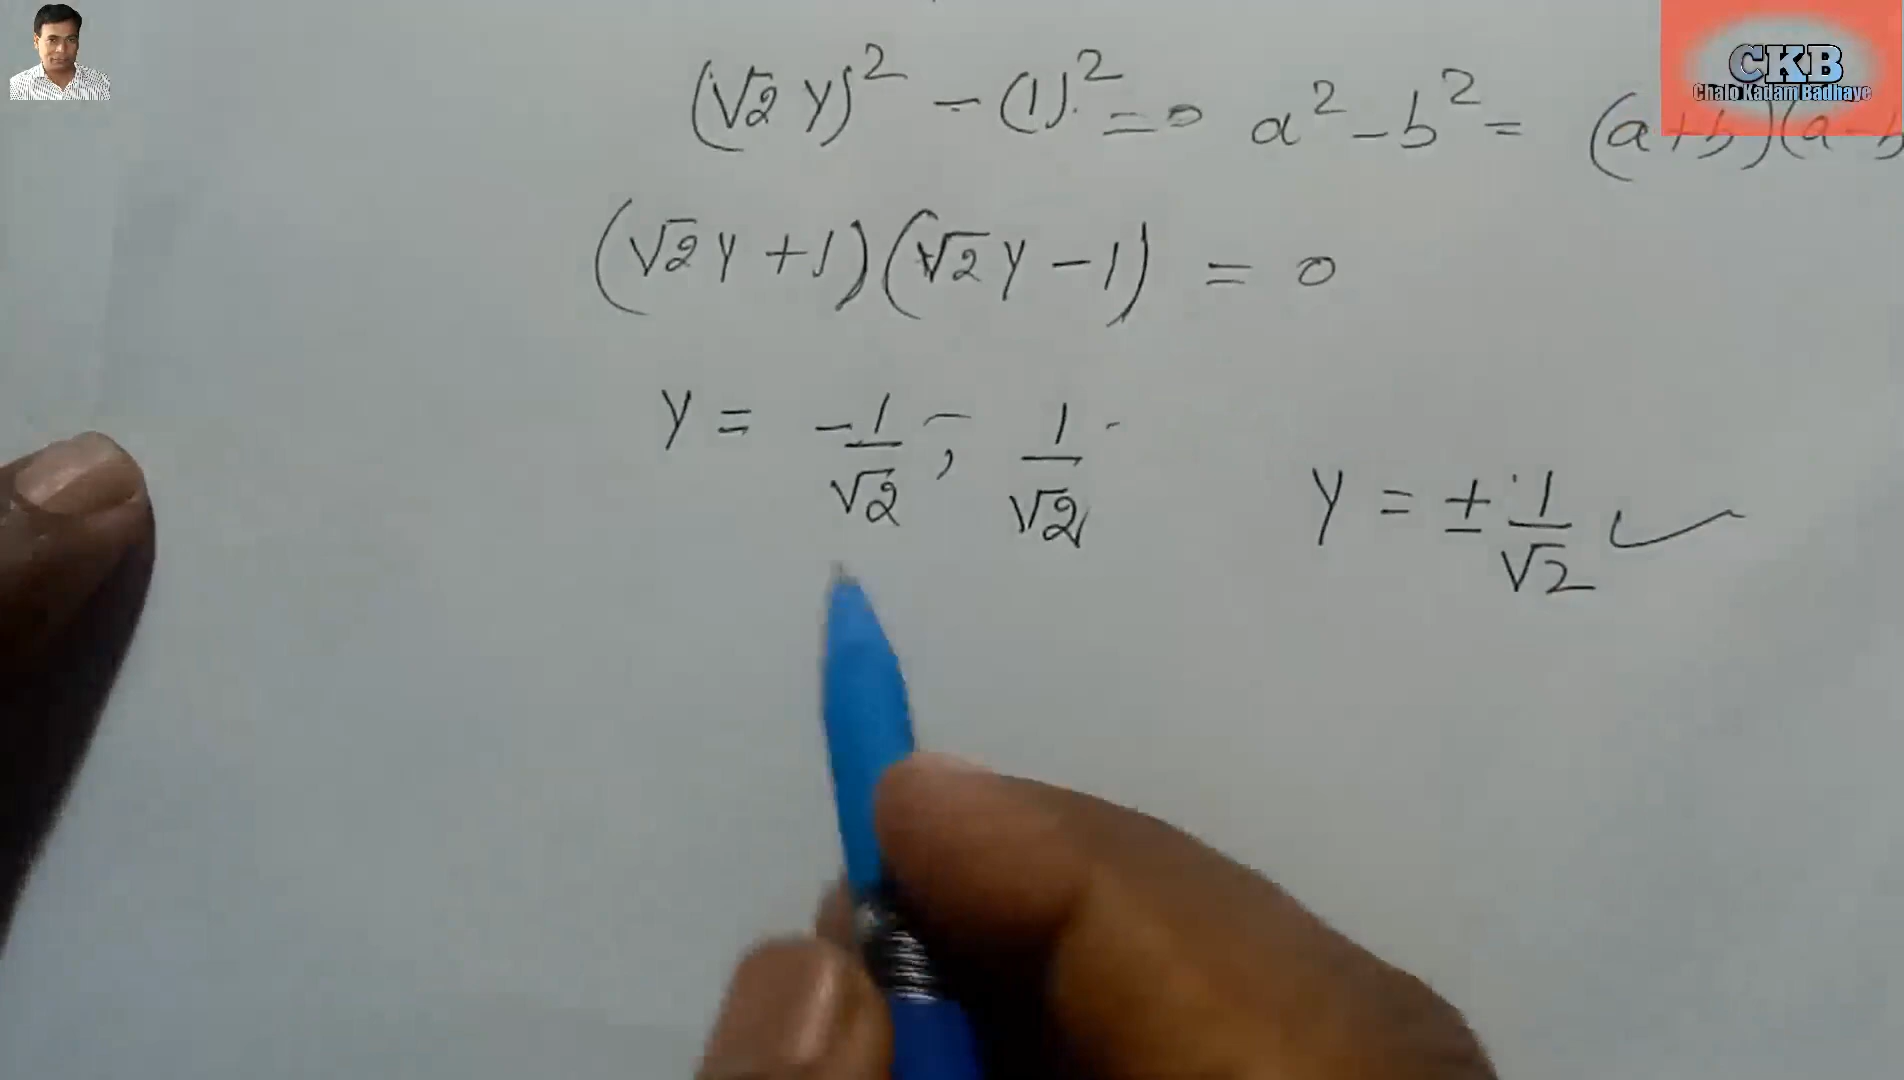 (√2 y)² - (1)² = 0 a² - b² = (a+b)(a-b
CKB
Chalo Kadam Badhaye
(√2 y + 1)(√2 y - 1) = 0
y = -1/√2, 1/√2
y = ± 1/√2 ✓